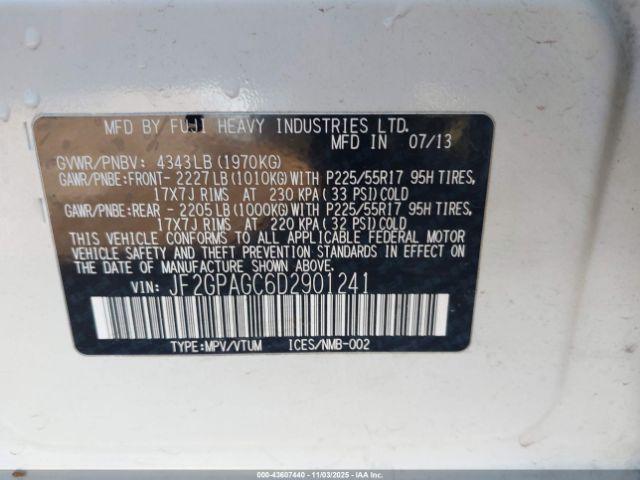 MFD BY FUJI HEAVY INDUSTRIES LTD.
MFD IN 07/13
GVWR/PNBV: 4343LB (1970KG)
GAWR/PNBE:FRONT- 2227LB (1010KG) WITH P225/55R17 95H TIRES,
17X7J RIMS AT 230 KPA (33 PSI) COLD
GAWR/PNBE:REAR - 2205LB (1000KG) WITH P225/55R17 95H TIRES,
17X7J RIMS AT 220 KPA (32 PSI) COLD
THIS VEHICLE CONFORMS TO ALL APPLICABLE FEDERAL MOTOR
VEHICLE SAFETY AND THEFT PREVENTION STANDARDS IN EFFECT
ON THE DATE OF MANUFACTURE SHOWN ABOVE.
VIN: JF2GPAGC6D2901241
TYPE:MPV/VTUM ICES/NMB-002
000-43607440 - 11/03/2025 - IAAI.COM